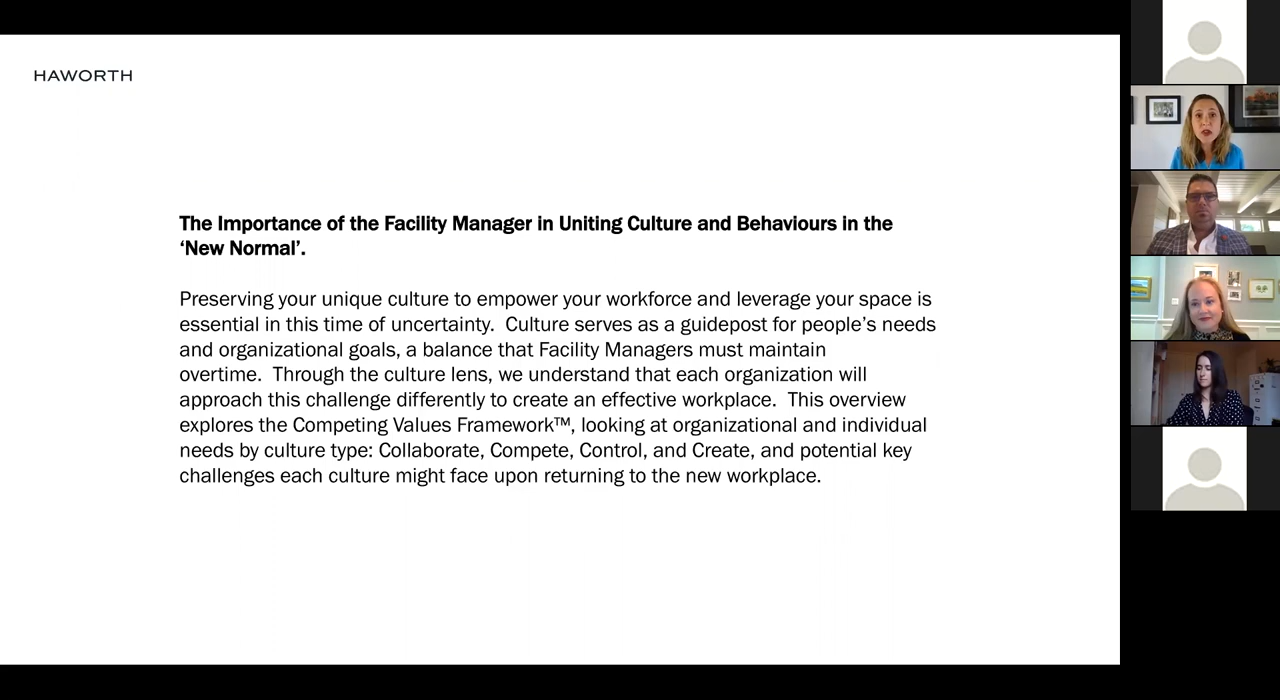 HAWORTH
The Importance of the Facility Manager in Uniting Culture and Behaviours in the
‘New Normal’.
Preserving your unique culture to empower your workforce and leverage your space is
essential in this time of uncertainty.  Culture serves as a guidepost for people’s needs
and organizational goals, a balance that Facility Managers must maintain
overtime.  Through the culture lens, we understand that each organization will
approach this challenge differently to create an effective workplace.  This overview
explores the Competing Values Framework™, looking at organizational and individual
needs by culture type: Collaborate, Compete, Control, and Create, and potential key
challenges each culture might face upon returning to the new workplace.